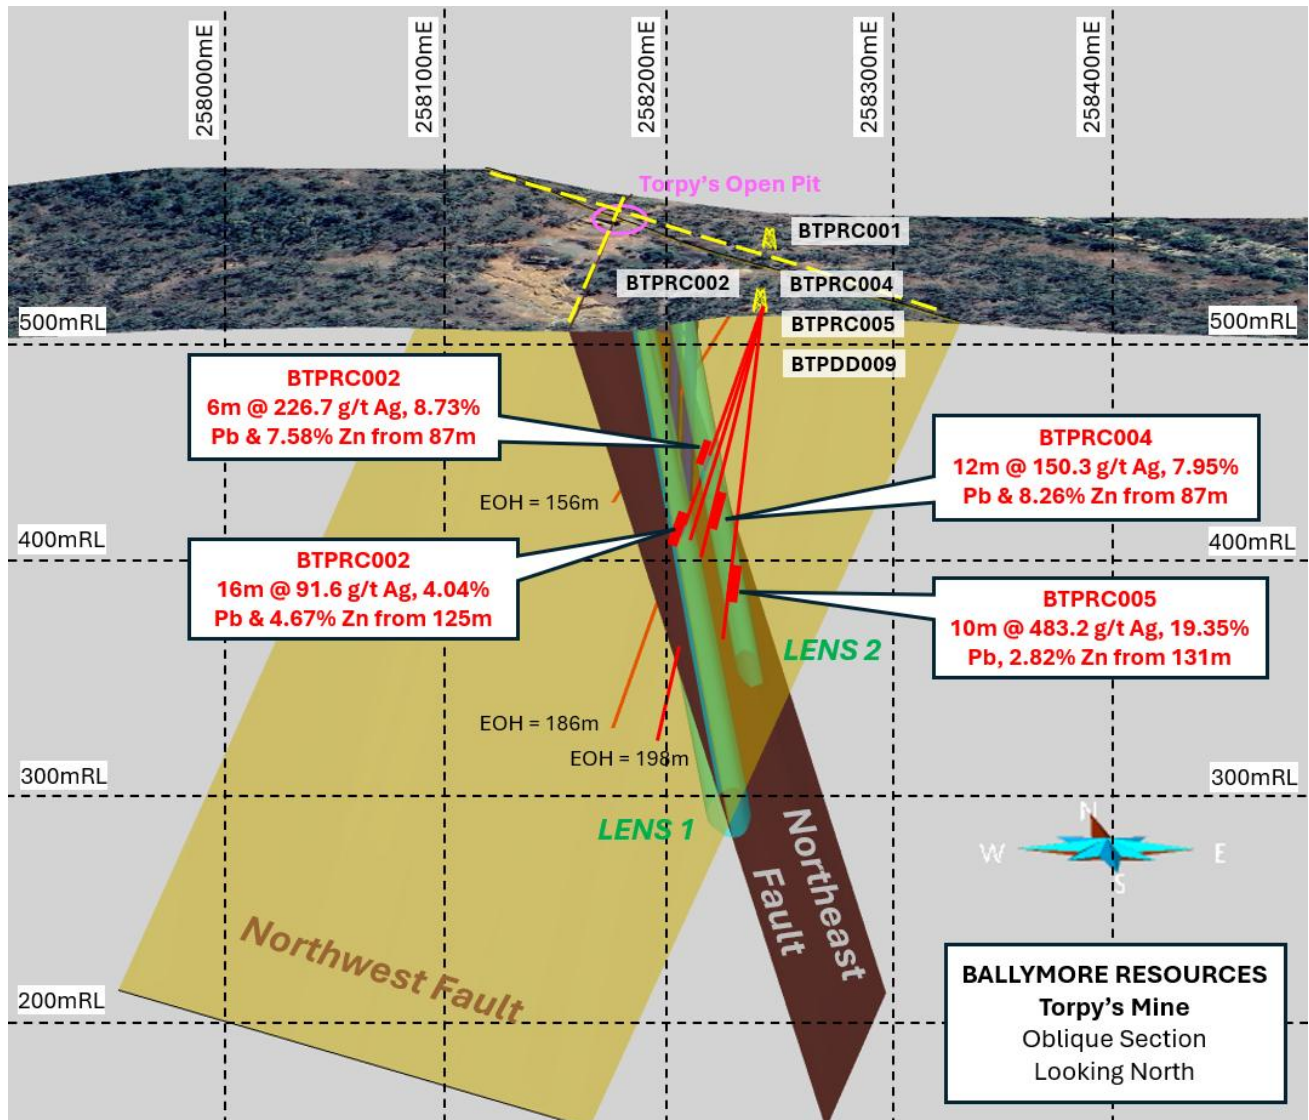 258000mE
258100mE
258200mE
258300mE
258400mE
Torpy's Open Pit
BTPRC001
BTPRC002
BTPRC004
500mRL
BTPRC005
500mRL
BTPDD009
BTPRC002
6m @ 226.7 g/t Ag, 8.73%
Pb & 7.58% Zn from 87m
BTPRC004
12m @ 150.3 g/t Ag, 7.95%
Pb & 8.26% Zn from 87m
EOH = 156m
400mRL
400mRL
BTPRC002
16m @ 91.6 g/t Ag, 4.04%
Pb & 4.67% Zn from 125m
BTPRC005
10m @ 483.2 g/t Ag, 19.35%
Pb, 2.82% Zn from 131m
LENS 2
EOH = 186m
EOH = 198m
300mRL
300mRL
LENS 1
Northeast
Fault
N
W
E
S
Northwest Fault
200mRL
BALLYMORE RESOURCES
Torpy's Mine
Oblique Section
Looking North